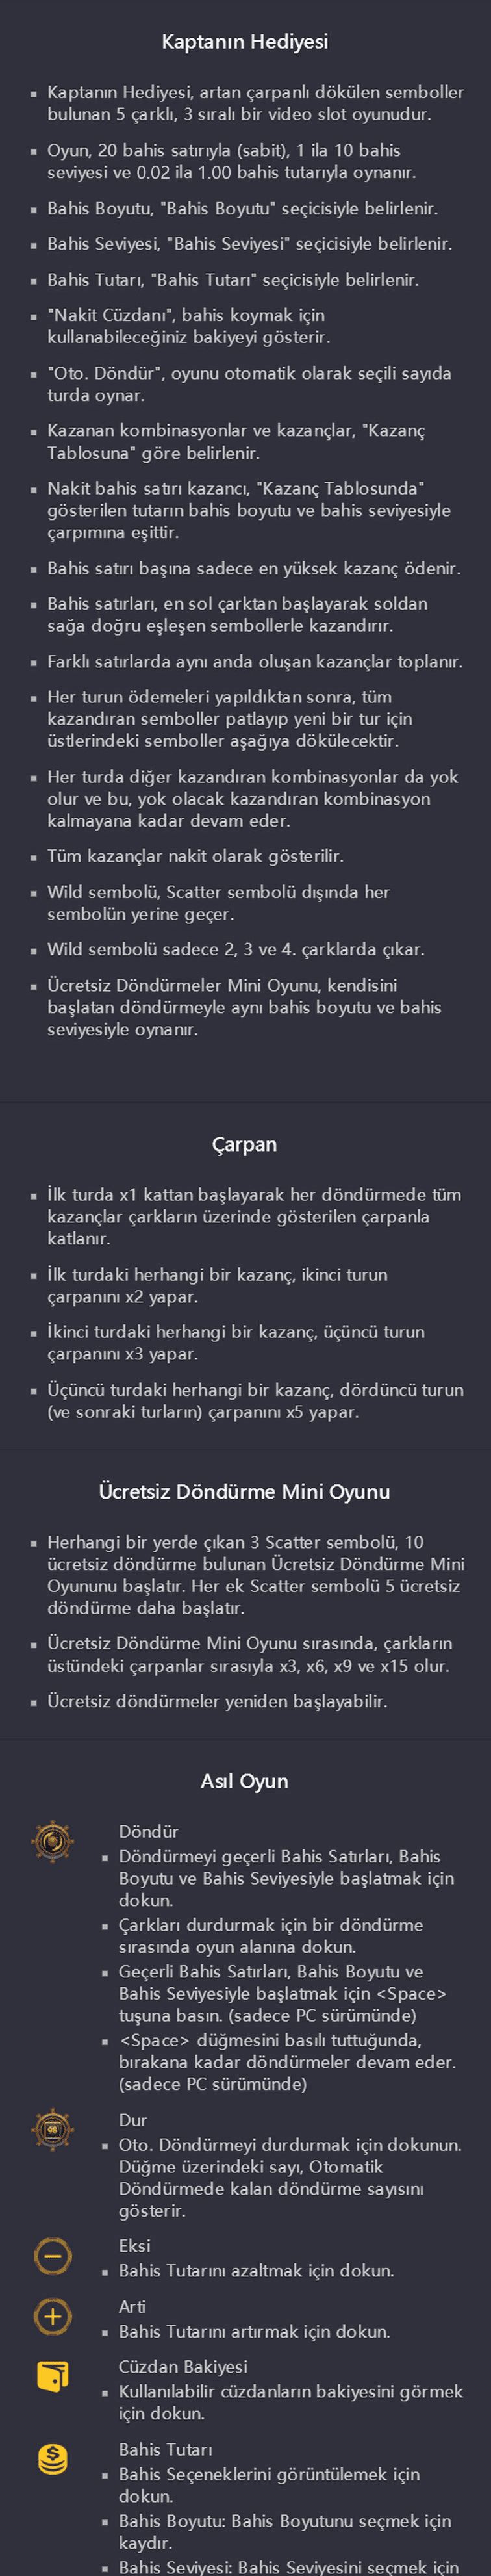 Kaptanın Hediyesi
Kaptanın Hediyesi, artan çarpanlı dökülen semboller
bulunan 5 çarklı, 3 sıralı bir video slot oyunudur.
Oyun, 20 bahis satırıyla (sabit), 1 ila 10 bahis
seviyesi ve 0.02 ila 1.00 bahis tutarıyla oynanır.
Bahis Boyutu, "Bahis Boyutu" seçicisiyle belirlenir.
Bahis Seviyesi, "Bahis Seviyesi" seçicisiyle belirlenir.
Bahis Tutarı, "Bahis Tutarı" seçicisiyle belirlenir.
"Nakit Cüzdanı", bahis koymak için
kullanabileceğiniz bakiyeyi gösterir.
"Oto. Döndür", oyunu otomatik olarak seçili sayıda
turda oynar.
Kazanan kombinasyonlar ve kazançlar, "Kazanç
Tablosuna" göre belirlenir.
Nakit bahis satırı kazancı, "Kazanç Tablosunda"
gösterilen tutarın bahis boyutu ve bahis seviyesiyle
çarpımına eşittir.
Bahis satırı başına sadece en yüksek kazanç ödenir.
Bahis satırları, en sol çarktan başlayarak soldan
sağa doğru eşleşen sembollerle kazandırır.
Farklı satırlarda aynı anda oluşan kazançlar toplanır.
Her turun ödemeleri yapıldıktan sonra, tüm
kazandıran semboller patlayıp yeni bir tur için
üstlerindeki semboller aşağıya dökülecektir.
Her turda diğer kazandıran kombinasyonlar da yok
olur ve bu, yok olacak kazandıran kombinasyon
kalmayana kadar devam eder.
Tüm kazançlar nakit olarak gösterilir.
Wild sembolü, Scatter sembolü dışında her
sembolün yerine geçer.
Wild sembolü sadece 2, 3 ve 4. çarklarda çıkar.
Ücretsiz Döndürmeler Mini Oyunu, kendisini
başlatan döndürmeyle aynı bahis boyutu ve bahis
seviyesiyle oynanır.
Çarpan
İlk turda x1 kattan başlayarak her döndürmede tüm
kazançlar çarkların üzerinde gösterilen çarpanla
katlanır.
İlk turdaki herhangi bir kazanç, ikinci turun
çarpanını x2 yapar.
İkinci turdaki herhangi bir kazanç, üçüncü turun
çarpanını x3 yapar.
Üçüncü turdaki herhangi bir kazanç, dördüncü turun
(ve sonraki turların) çarpanını x5 yapar.
Ücretsiz Döndürme Mini Oyunu
Herhangi bir yerde çıkan 3 Scatter sembolü, 10
ücretsiz döndürme bulunan Ücretsiz Döndürme Mini
Oyununu başlatır. Her ek Scatter sembolü 5 ücretsiz
döndürme daha başlatır.
Ücretsiz Döndürme Mini Oyunu sırasında, çarkların
üstündeki çarpanlar sırasıyla x3, x6, x9 ve x15 olur.
Ücretsiz döndürmeler yeniden başlayabilir.
Asıl Oyun
Döndür
Döndürmeyi geçerli Bahis Satırları, Bahis
Boyutu ve Bahis Seviyesiyle başlatmak için
dokun.
Çarkları durdurmak için bir döndürme
sırasında oyun alanına dokun.
Geçerli Bahis Satırları, Bahis Boyutu ve
Bahis Seviyesiyle başlatmak için <Space>
tuşuna basın. (sadece PC sürümünde)
<Space> düğmesini basılı tuttuğunda,
bırakana kadar döndürmeler devam eder.
(sadece PC sürümünde)
Dur
Oto. Döndürmeyi durdurmak için dokunun.
Düğme üzerindeki sayı, Otomatik
Döndürmede kalan döndürme sayısını
gösterir.
Eksi
Bahis Tutarını azaltmak için dokun.
Arti
Bahis Tutarını artırmak için dokun.
Cüzdan Bakiyesi
Kullanılabilir cüzdanların bakiyesini görmek
için dokun.
Bahis Tutarı
Bahis Seçeneklerini görüntülemek için
dokun.
Bahis Boyutu: Bahis Boyutunu seçmek için
kaydır.
Bahis Seviyesi: Bahis Seviyesini seçmek için